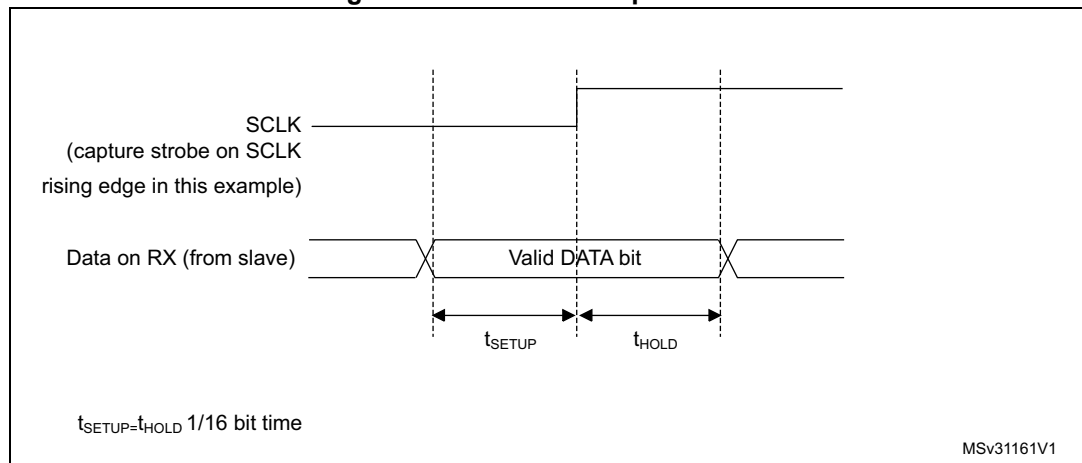 SCLK
(capture strobe on SCLK
rising edge in this example)
Data on RX (from slave)
Valid DATA bit
tSETUP
tHOLD
tSETUP=tHOLD 1/16 bit time
MSv31161V1